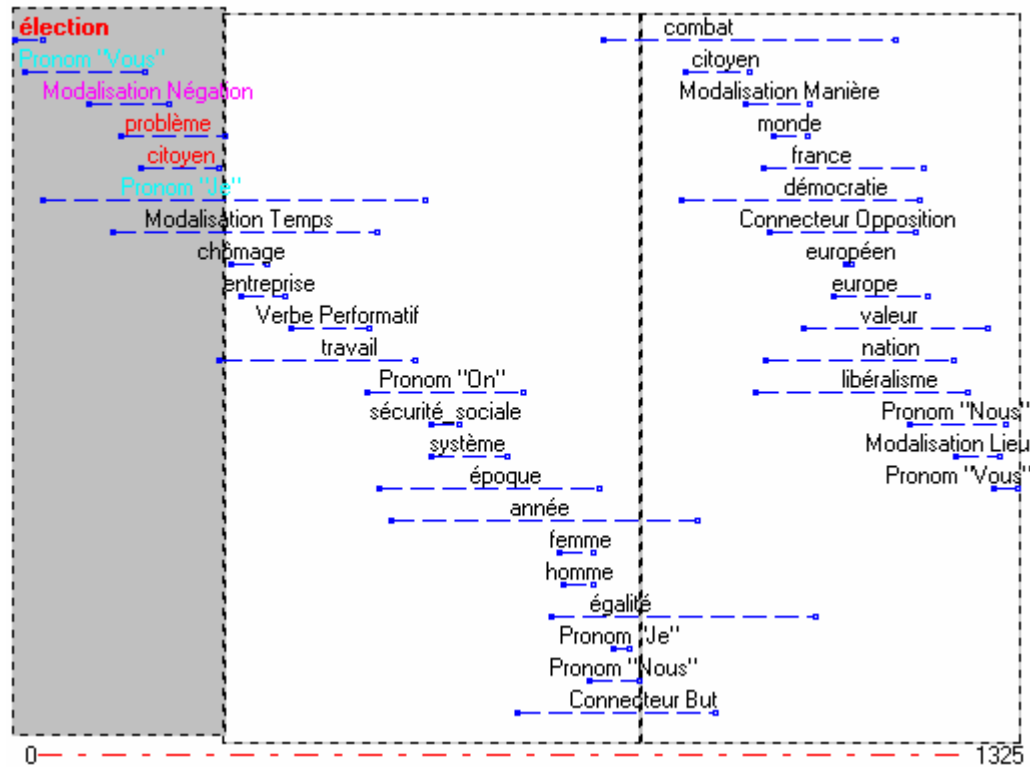 élection
Pronom "Vous"
Modalisation Négation
problème
citoyen
Pronom "Je"
Modalisation Temps
chômage
entreprise
Verbe Performatif
travail
Pronom "On"
sécurité_sociale
système
époque
année
femme
homme
égalité
Pronom "Je"
Pronom "Nous"
Connecteur But
combat
citoyen
Modalisation Manière
monde
france
démocratie
Connecteur Opposition
européen
europe
valeur
nation
libéralisme
Pronom "Nous"
Modalisation Lieu
Pronom "Vous"
0
1325